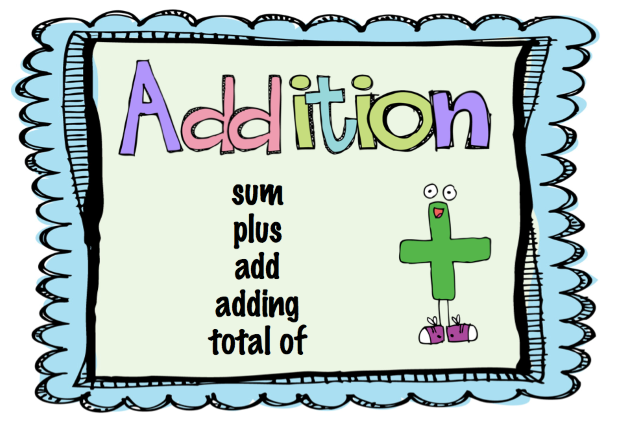 Addition
sum
plus
add
adding
total of